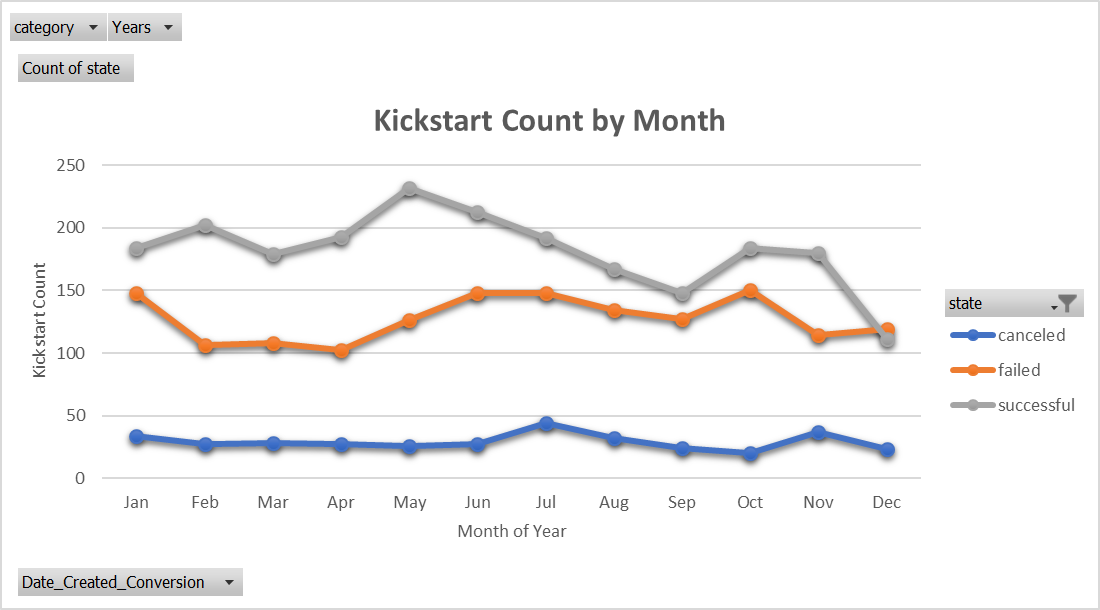 category Years
Count of state
Kickstart Count by Month
250
200
150
100
50
0
Kickstart Count
Jan Feb Mar Apr May Jun Jul Aug Sep Oct Nov Dec
Month of Year
state
canceled
failed
successful
Date_Created_Conversion